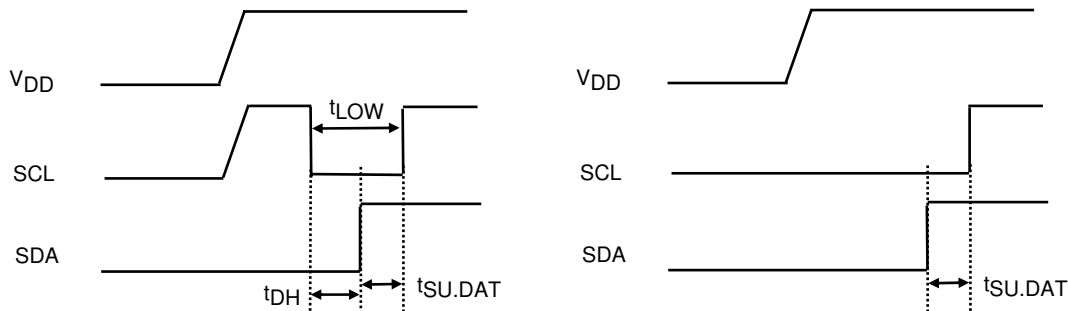 VDD
VDD
tLOW
SCL
SCL
SDA
SDA
tDH
tSU.DAT
tSU.DAT